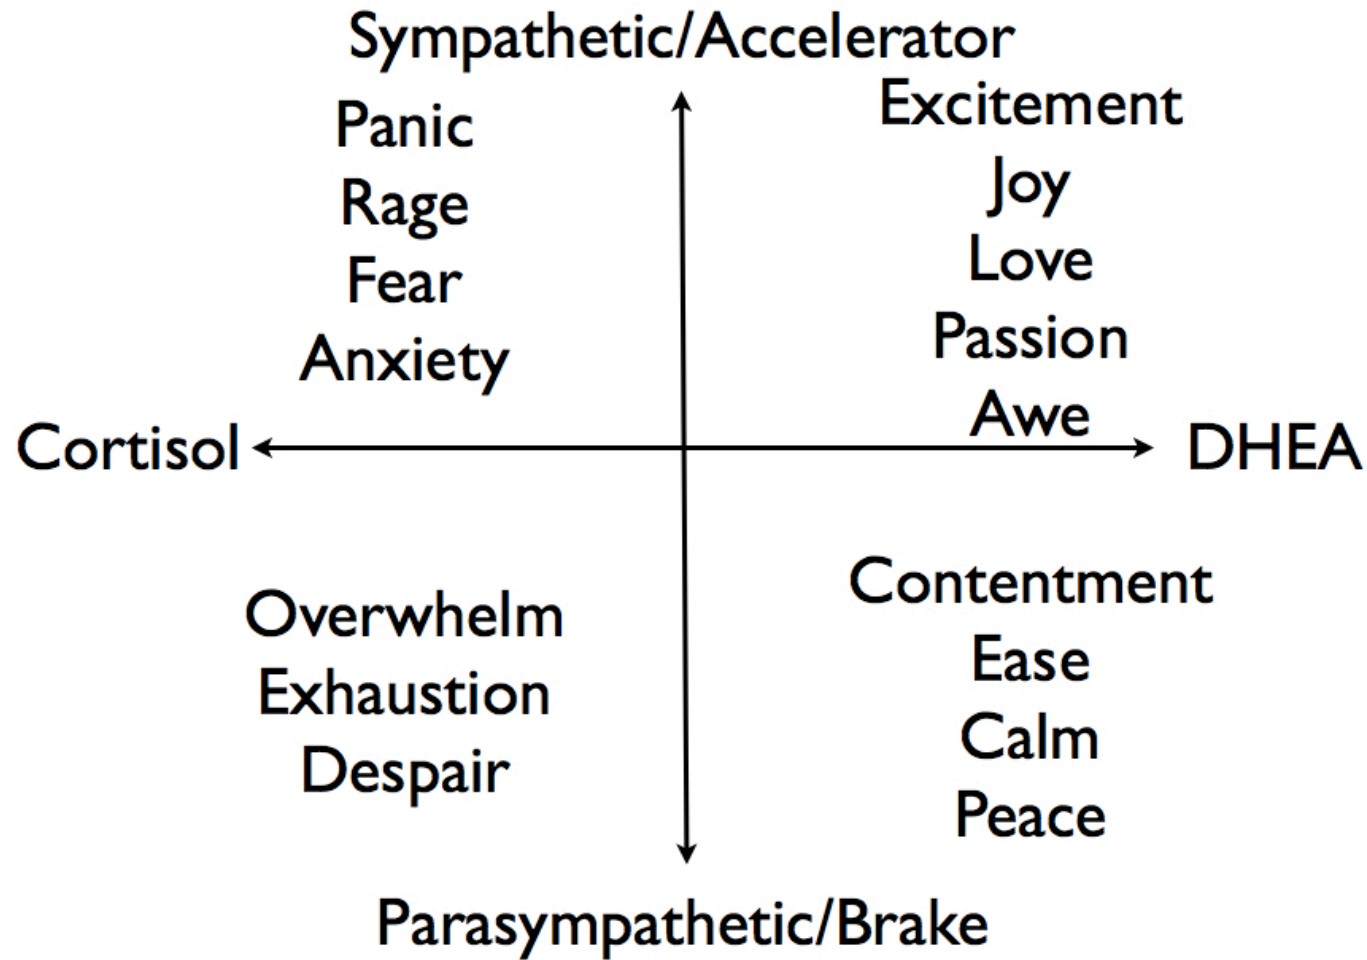 Sympathetic/Accelerator
Panic
Rage
Fear
Anxiety
Excitement
Joy
Love
Passion
Awe
Cortisol
DHEA
Overwhelm
Exhaustion
Despair
Contentment
Ease
Calm
Peace
Parasympathetic/Brake